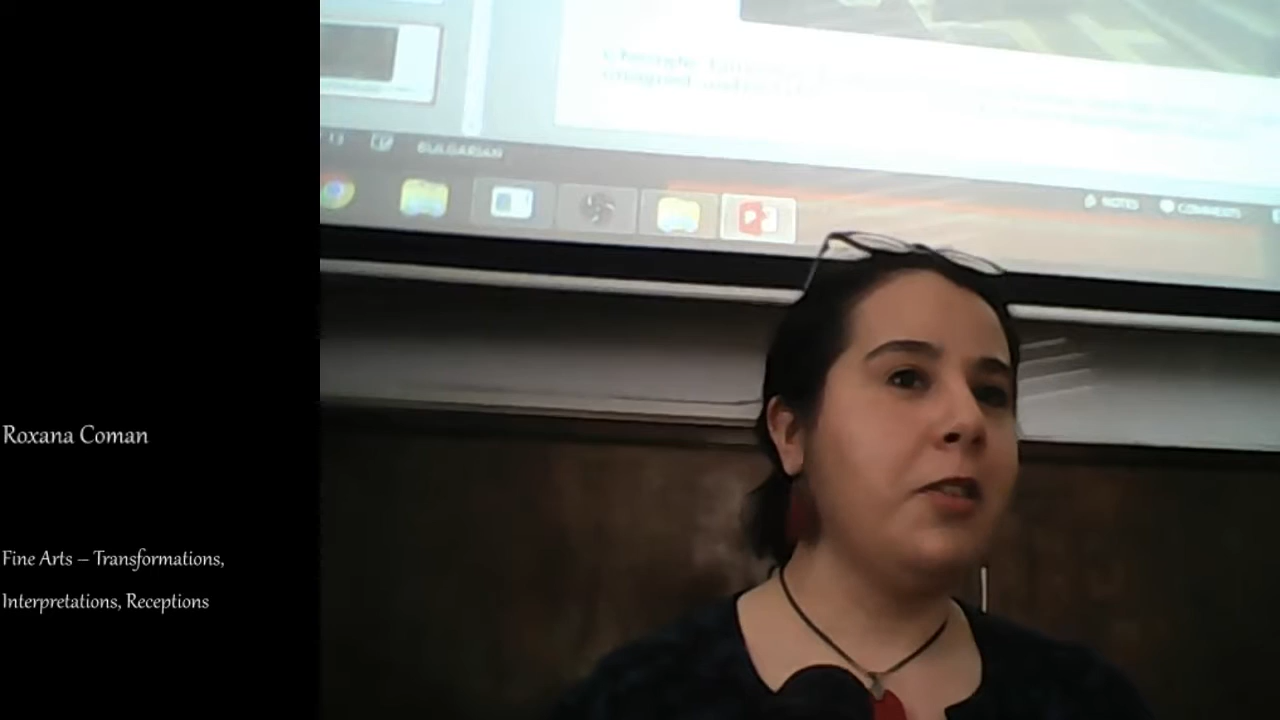 BULGARIAN
NOTES
COMMENTS
Roxana Coman
Fine Arts – Transformations,
Interpretations, Receptions